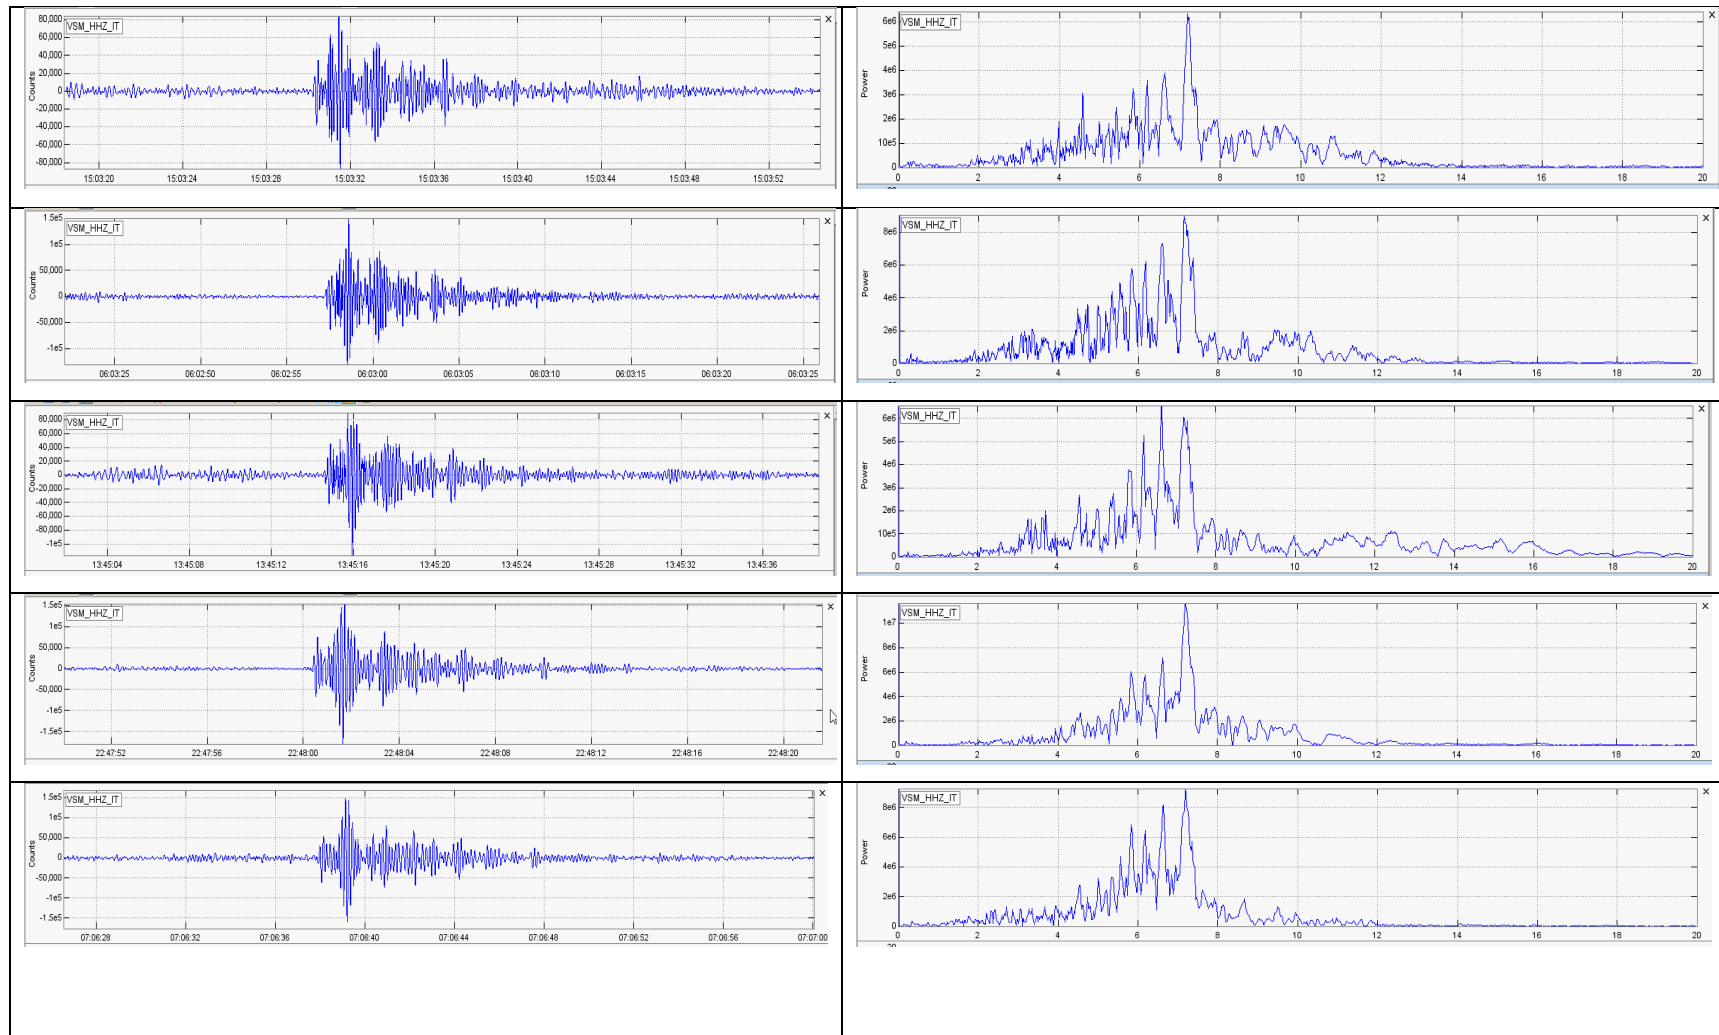 80,000
60,000
40,000
20,000
0
-20,000
-40,000
-60,000
-80,000
Counts
VSM_HHZ_IT
x
15:03:20 15:03:24 15:03:28 15:03:32 15:03:36 15:03:40 15:03:44 15:03:48 15:03:52
6e6
5e6
4e6
3e6
2e6
10e5
0
Power
VSM_HHZ_IT
x
0 2 4 6 8 10 12 14 16 18 20
1.5e5
1e5
50,000
0
-50,000
-1e5
Counts
VSM_HHZ_IT
x
06:03:25 06:02:50 06:02:55 06:03:00 06:03:05 06:03:10 06:03:15 06:03:20 06:03:25
8e6
6e6
4e6
2e6
0
Power
VSM_HHZ_IT
x
0 2 4 6 8 10 12 14 16 18 20
80,000
60,000
40,000
20,000
0
-20,000
-40,000
-60,000
-80,000
-1e5
Counts
VSM_HHZ_IT
x
13:45:04 13:45:08 13:45:12 13:45:16 13:45:20 13:45:24 13:45:28 13:45:32 13:45:36
6e6
5e6
4e6
3e6
2e6
10e5
0
Power
VSM_HHZ_IT
x
0 2 4 6 8 10 12 14 16 18 20
1.5e5
1e5
50,000
0
-50,000
-1e5
-1.5e5
Counts
VSM_HHZ_IT
x
22:47:52 22:47:56 22:48:00 22:48:04 22:48:08 22:48:12 22:48:16 22:48:20
1e7
8e6
6e6
4e6
2e6
0
Power
VSM_HHZ_IT
x
0 2 4 6 8 10 12 14 16 18 20
1.5e5
1e5
50,000
0
-50,000
-1e5
-1.5e5
Counts
VSM_HHZ_IT
x
07:06:28 07:06:32 07:06:36 07:06:40 07:06:44 07:06:48 07:06:52 07:06:56 07:07:00
8e6
6e6
4e6
2e6
0
Power
VSM_HHZ_IT
x
0 2 4 6 8 10 12 14 16 18 20